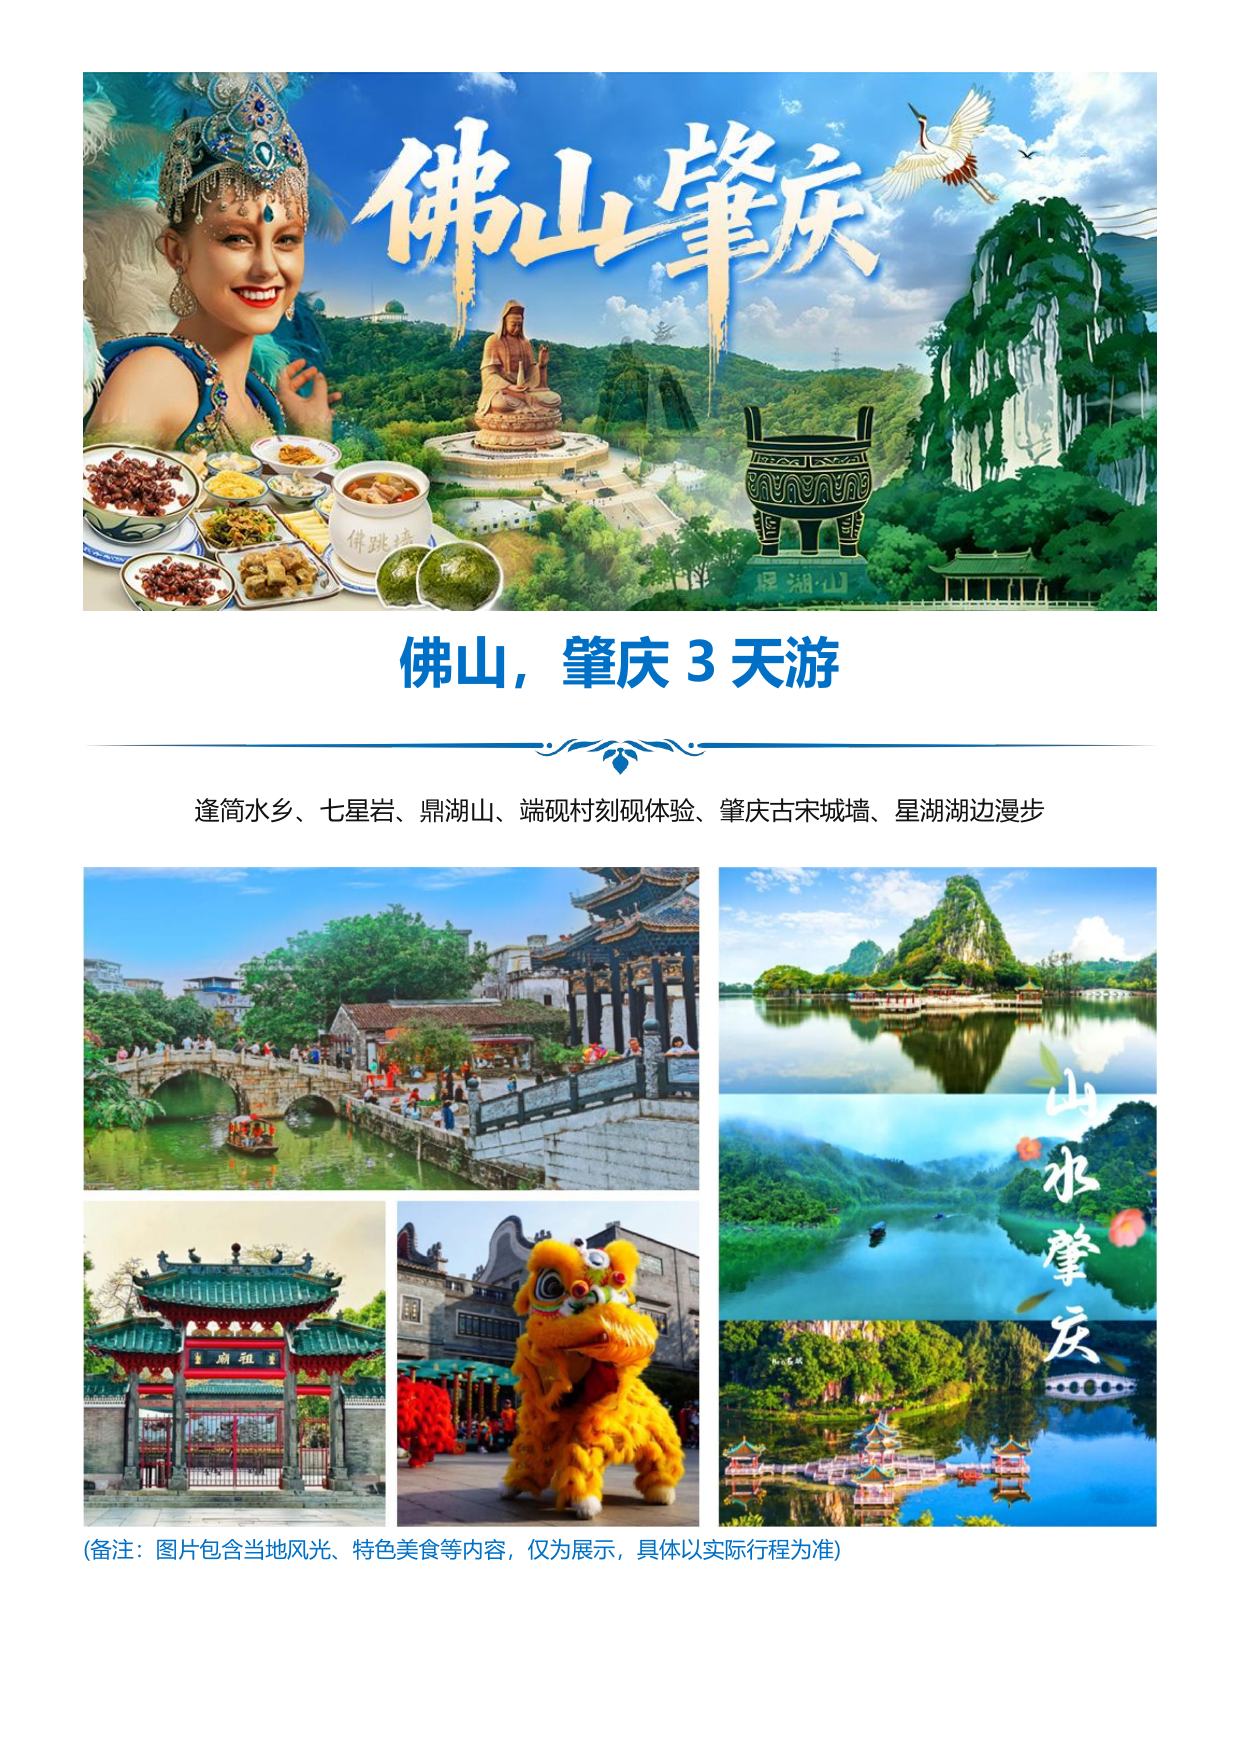 佛山肇庆
佛跳墙
鼎湖山
佛山，肇庆 3 天游
逢简水乡、七星岩、鼎湖山、端砚村刻砚体验、肇庆古宋城墙、星湖湖边漫步
山水肇庆
廟祖
(备注：图片包含当地风光、特色美食等内容，仅为展示，具体以实际行程为准)